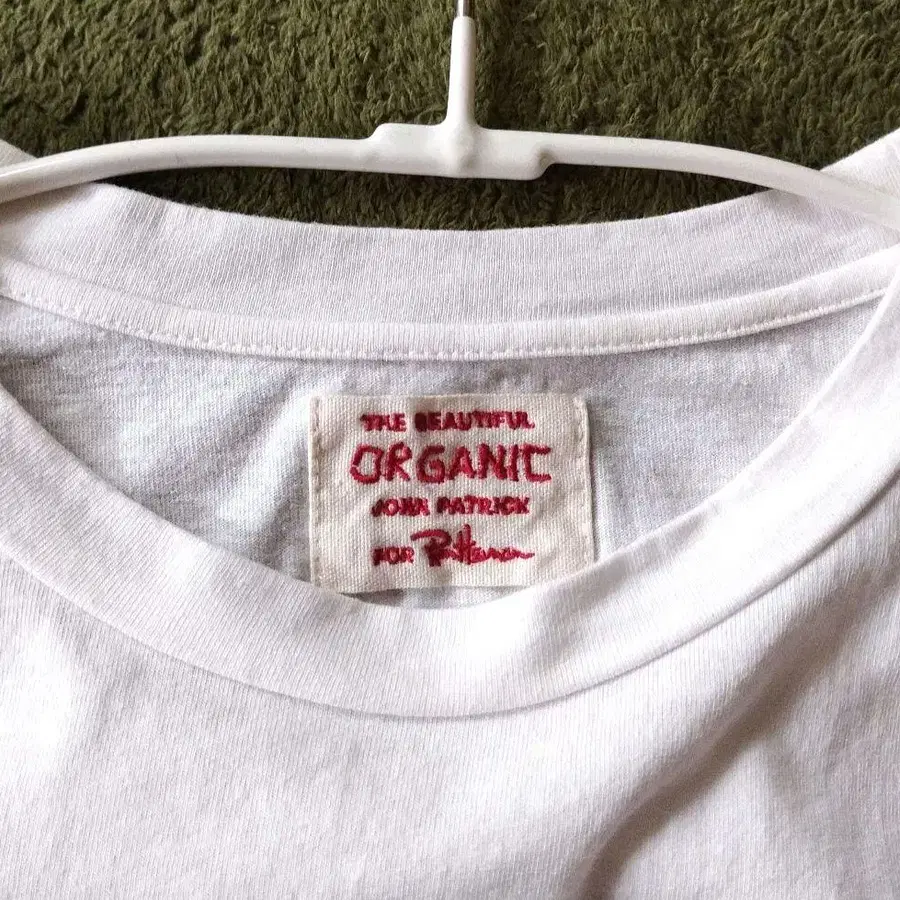 THE BEAUTIFUL
ORGANIC
JOHN PATRICK
FOR Ron Herman